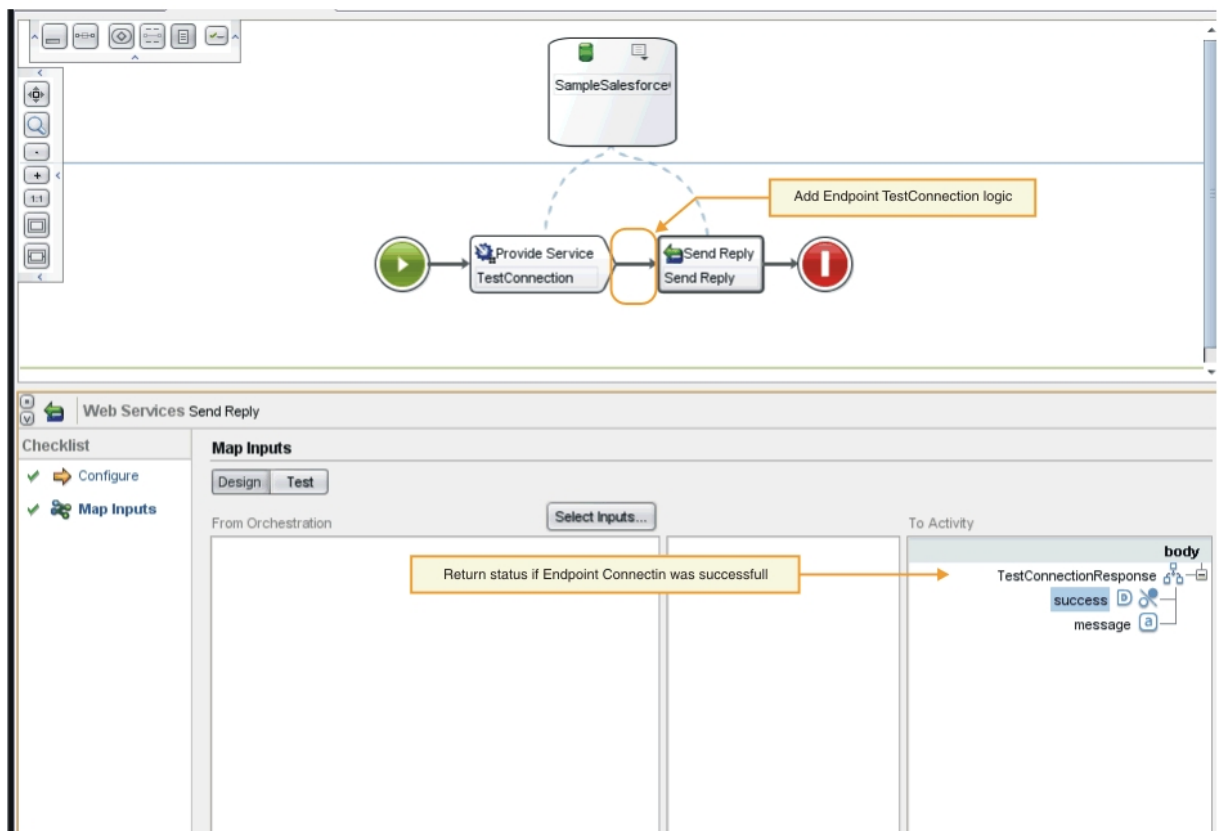 SampleSalesforce
1:1
Add Endpoint TestConnection logic
Provide Service
TestConnection
Send Reply
Send Reply
Web Services Send Reply
Checklist
Configure
Map Inputs
Map Inputs
Design Test
From Orchestration
Select Inputs...
To Activity
body
Return status if Endpoint Connectin was successfull
TestConnectionResponse
success D
message a